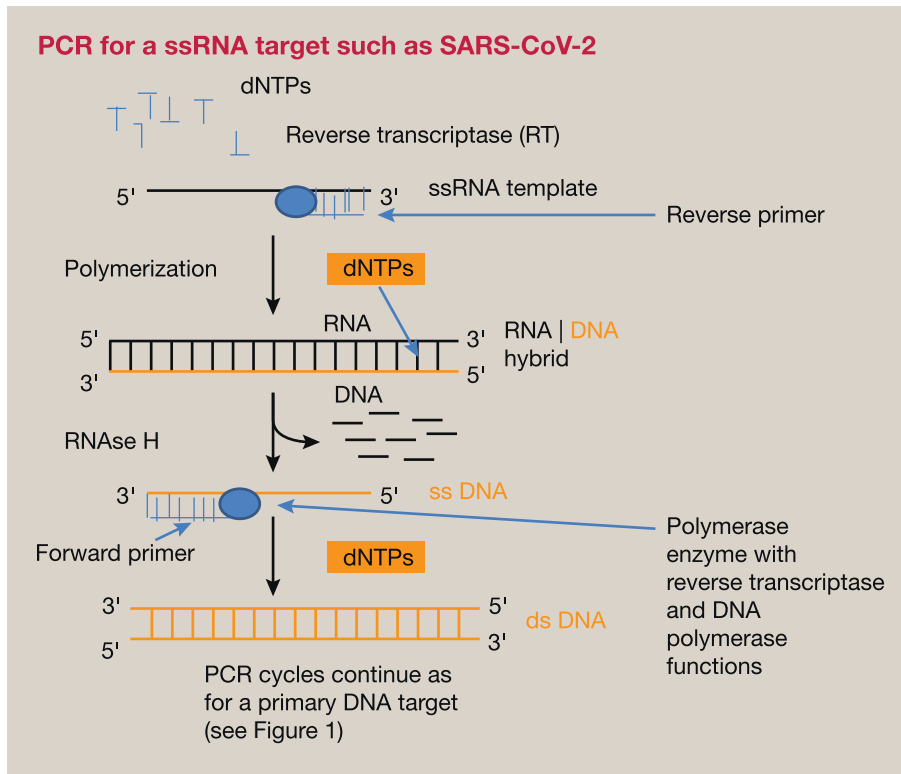 PCR for a ssRNA target such as SARS-CoV-2
dNTPs
Reverse transcriptase (RT)
5'
3'
ssRNA template
Reverse primer
Polymerization
dNTPs
RNA
5'
3'
RNA | DNA
hybrid
3'
5'
DNA
RNAse H
3'
5'
ss DNA
Forward primer
dNTPs
Polymerase
enzyme with
reverse transcriptase
and DNA
polymerase
functions
3'
5'
ds DNA
5'
3'
PCR cycles continue as
for a primary DNA target
(see Figure 1)